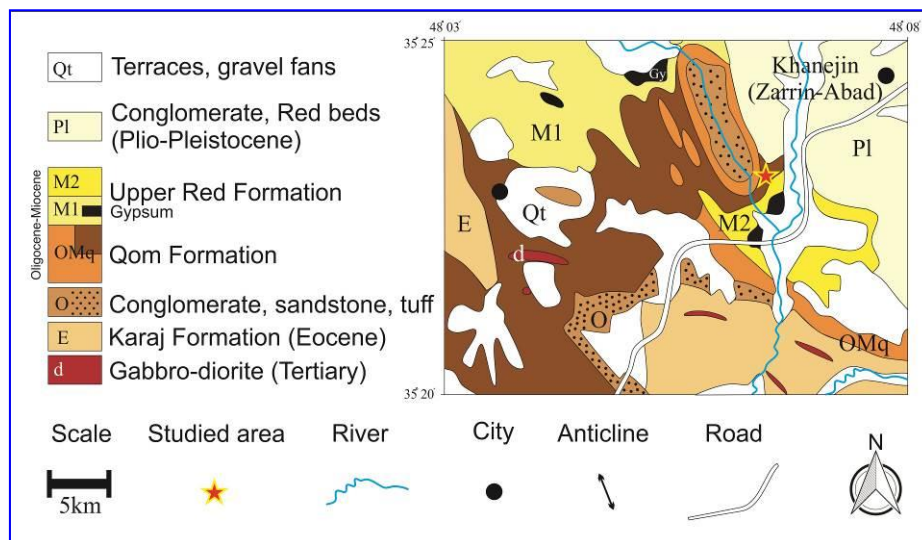 48 03
48 08
35 25
35 20
Qt
Terraces, gravel fans
Pl
Conglomerate, Red beds
(Plio-Pleistocene)
Oligocene-Miocene
M2
M1
Upper Red Formation
Gypsum
OMq
Qom Formation
O
Conglomerate, sandstone, tuff
E
Karaj Formation (Eocene)
d
Gabbro-diorite (Tertiary)
Gy
Khanejin
(Zarrin-Abad)
M1
Pl
E
Qt
M2
d
O
OMq
Scale
Studied area
River
City
Anticline
Road
N
5km